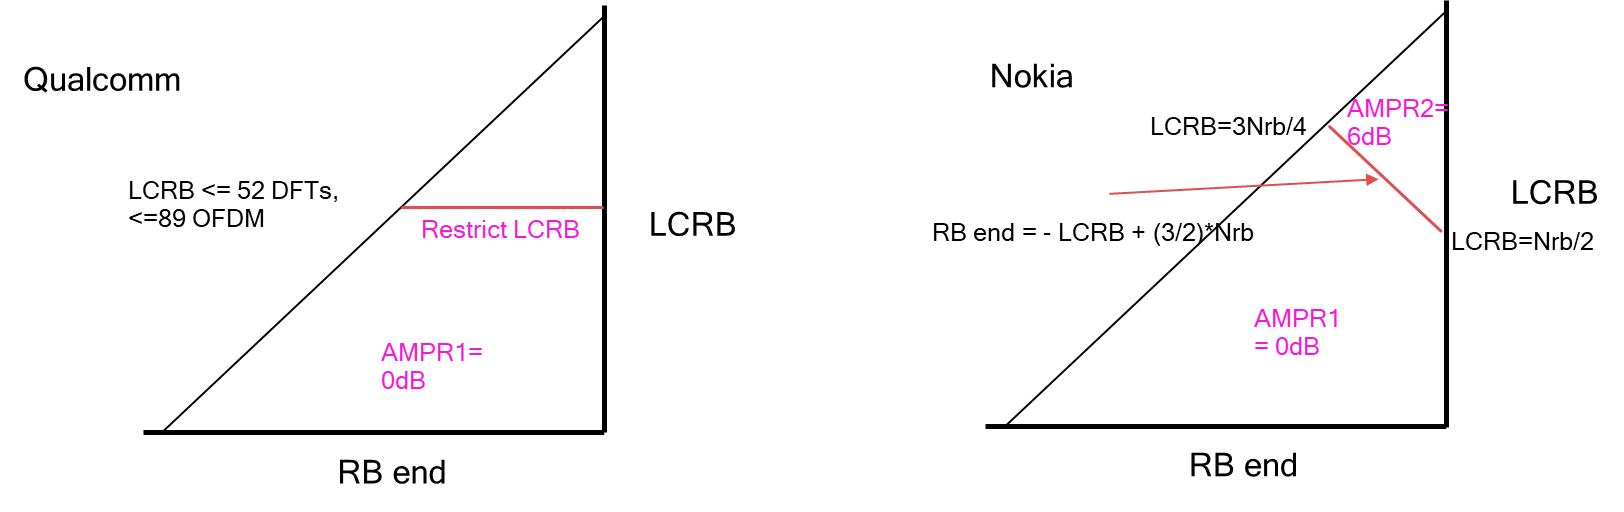 Qualcomm
LCRB <= 52 DFTs,
<=89 OFDM
Restrict LCRB
LCRB
AMPR1=
0dB
RB end
Nokia
AMPR2=
6dB
LCRB=3Nrb/4
LCRB
RB end = - LCRB + (3/2)*Nrb
LCRB=Nrb/2
AMPR1
= 0dB
RB end